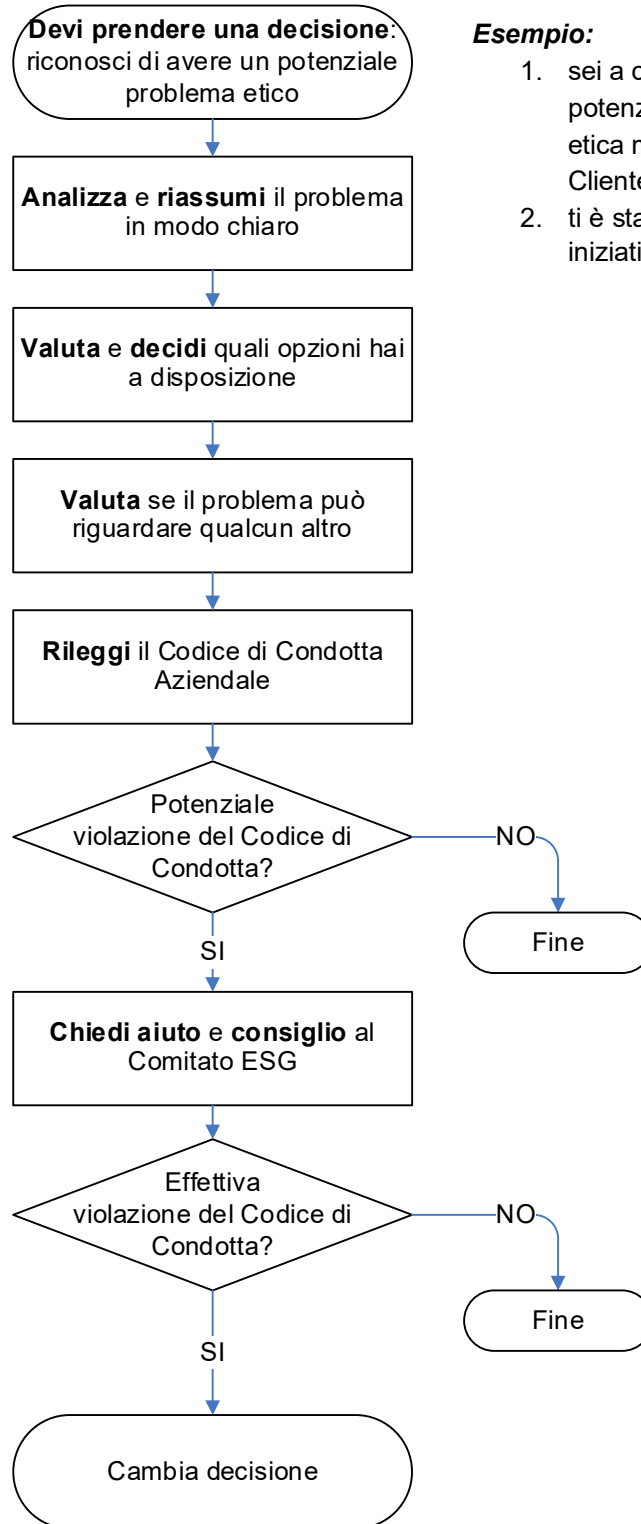 Devi prendere una decisione:
riconosci di avere un potenziale
problema etico
Esempio:
1. sei a
etica
2. ti è
Analizza e riassumi il problema
in modo chiaro
Valuta e decidi quali opzioni hai
a disposizione
Valuta se il problema può
riguardare qualcun altro
Rileggi il Codice di Condotta
Aziendale
Potenziale
violazione del Codice di
Condotta?
NO
Fine
SI
Chiedi aiuto e consiglio al
Comitato ESG
Effettiva
violazione del Codice di
Condotta?
NO
Fine
SI
Cambia decisione